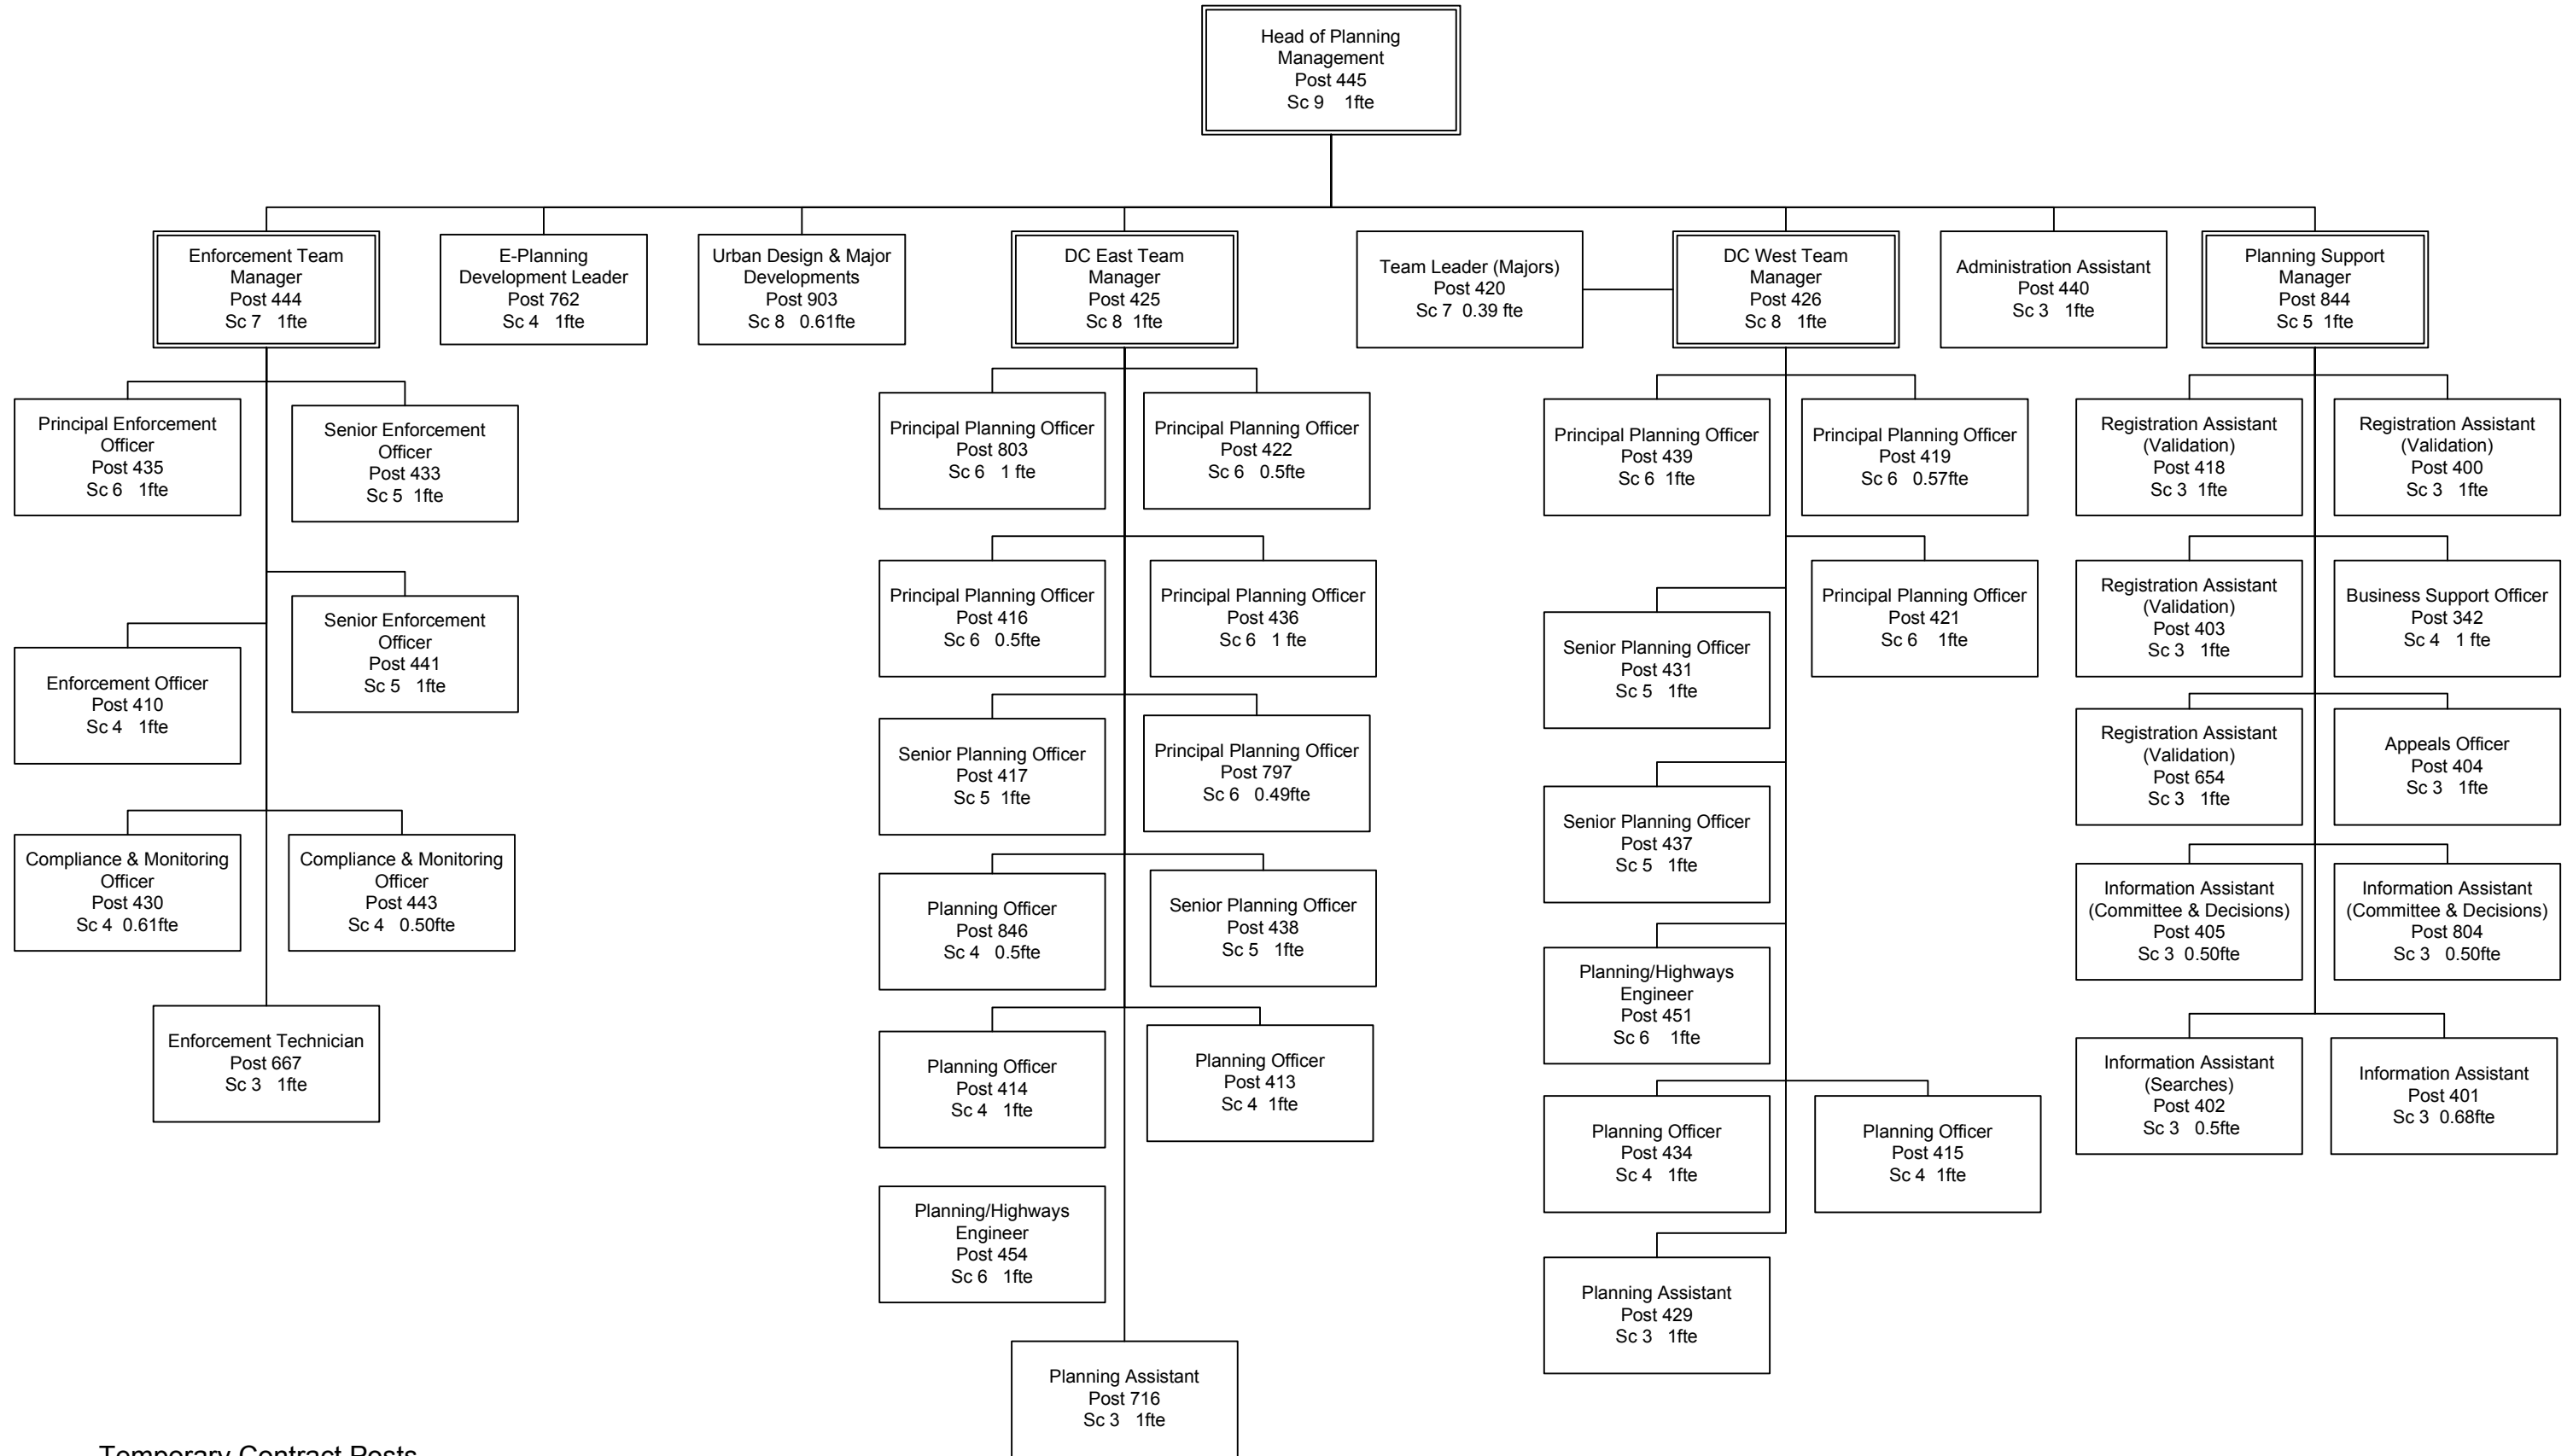 Head of Planning
Management
Post 445
Sc 9 1fte
Enforcement Team
Manager
Post 444
Sc 7 1fte
E-Planning
Development Leader
Post 762
Sc 4 1fte
Urban Design & Major
Developments
Post 903
Sc 8 0.61fte
DC East Team
Manager
Post 425
Sc 8 1fte
Team Leader (Majors)
Post 420
Sc 7 0.39 fte
DC West Team
Manager
Post 426
Sc 8 1fte
Administration Assistant
Post 440
Sc 3 1fte
Planning Support
Manager
Post 844
Sc 5 1fte
Principal Enforcement
Officer
Post 435
Sc 6 1fte
Senior Enforcement
Officer
Post 433
Sc 5 1fte
Senior Enforcement
Officer
Post 441
Sc 5 1fte
Enforcement Officer
Post 410
Sc 4 1fte
Compliance & Monitoring
Officer
Post 430
Sc 4 0.61fte
Compliance & Monitoring
Officer
Post 443
Sc 4 0.50fte
Enforcement Technician
Post 667
Sc 3 1fte
Principal Planning Officer
Post 803
Sc 6 1 fte
Principal Planning Officer
Post 422
Sc 6 0.5fte
Principal Planning Officer
Post 416
Sc 6 0.5fte
Principal Planning Officer
Post 436
Sc 6 1 fte
Senior Planning Officer
Post 417
Sc 5 1fte
Principal Planning Officer
Post 797
Sc 6 0.49fte
Planning Officer
Post 846
Sc 4 0.5fte
Senior Planning Officer
Post 438
Sc 5 1fte
Planning Officer
Post 414
Sc 4 1fte
Planning Officer
Post 413
Sc 4 1fte
Planning/Highways
Engineer
Post 454
Sc 6 1fte
Planning Assistant
Post 716
Sc 3 1fte
Principal Planning Officer
Post 439
Sc 6 1fte
Principal Planning Officer
Post 419
Sc 6 0.57fte
Principal Planning Officer
Post 421
Sc 6 1fte
Senior Planning Officer
Post 431
Sc 5 1fte
Senior Planning Officer
Post 437
Sc 5 1fte
Planning/Highways
Engineer
Post 451
Sc 6 1fte
Planning Officer
Post 434
Sc 4 1fte
Planning Officer
Post 415
Sc 4 1fte
Planning Assistant
Post 429
Sc 3 1fte
Registration Assistant
(Validation)
Post 418
Sc 3 1fte
Registration Assistant
(Validation)
Post 400
Sc 3 1fte
Registration Assistant
(Validation)
Post 403
Sc 3 1fte
Business Support Officer
Post 342
Sc 4 1 fte
Registration Assistant
(Validation)
Post 654
Sc 3 1fte
Appeals Officer
Post 404
Sc 3 1fte
Information Assistant
(Committee & Decisions)
Post 405
Sc 3 0.50fte
Information Assistant
(Committee & Decisions)
Post 804
Sc 3 0.50fte
Information Assistant
(Searches)
Post 402
Sc 3 0.5fte
Information Assistant
Post 401
Sc 3 0.68fte
Temporary Contract Posts